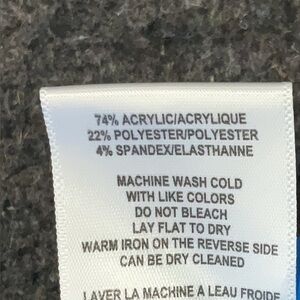 74% ACRYLIC/ACRYLIQUE
22% POLYESTER/POLYESTER
4% SPANDEX/ELASTHANNE
MACHINE WASH COLD
WITH LIKE COLORS
DO NOT BLEACH
LAY FLAT TO DRY
WARM IRON ON THE REVERSE SIDE
CAN BE DRY CLEANED
LAVER LA MACHINE A LEAU FROIDE